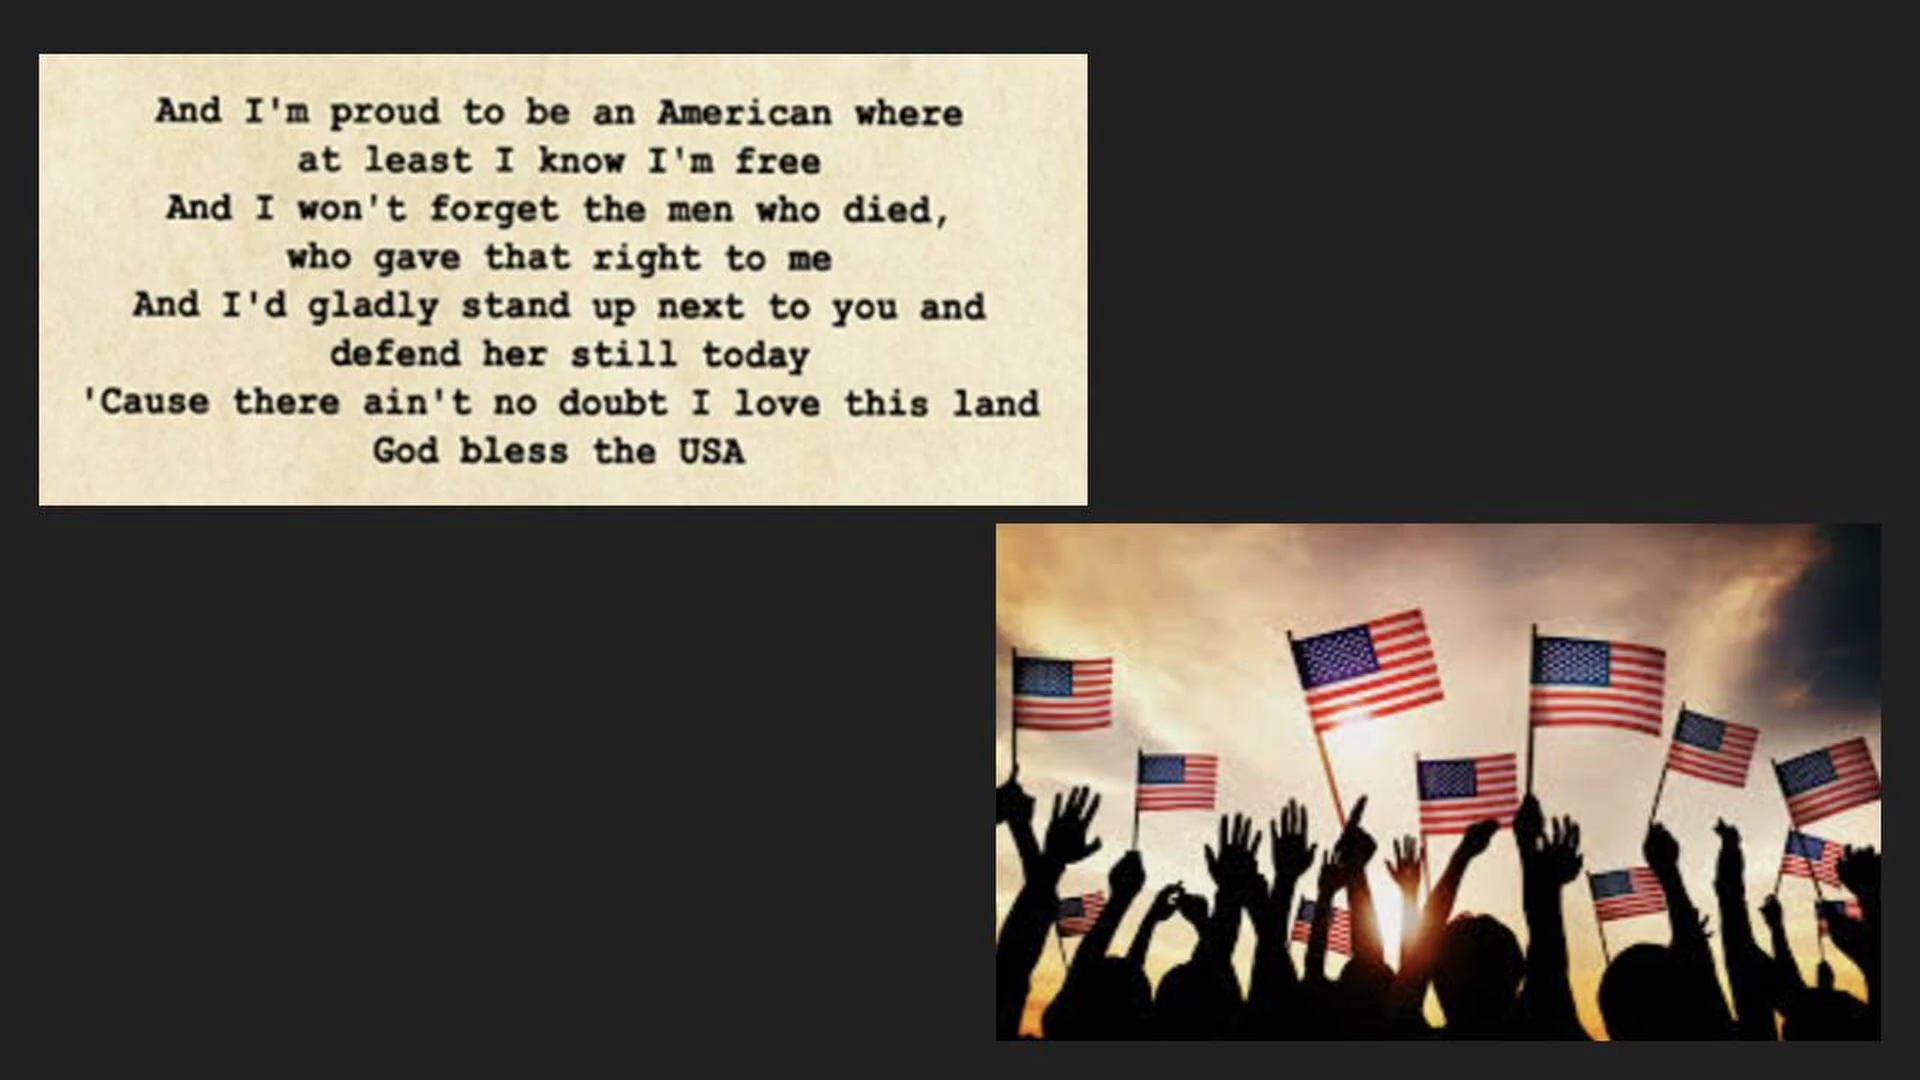 And I'm proud to be an American where
at least I know I'm free
And I won't forget the men who died,
who gave that right to me
And I'd gladly stand up next to you and
defend her still today
'Cause there ain't no doubt I love this land
God bless the USA